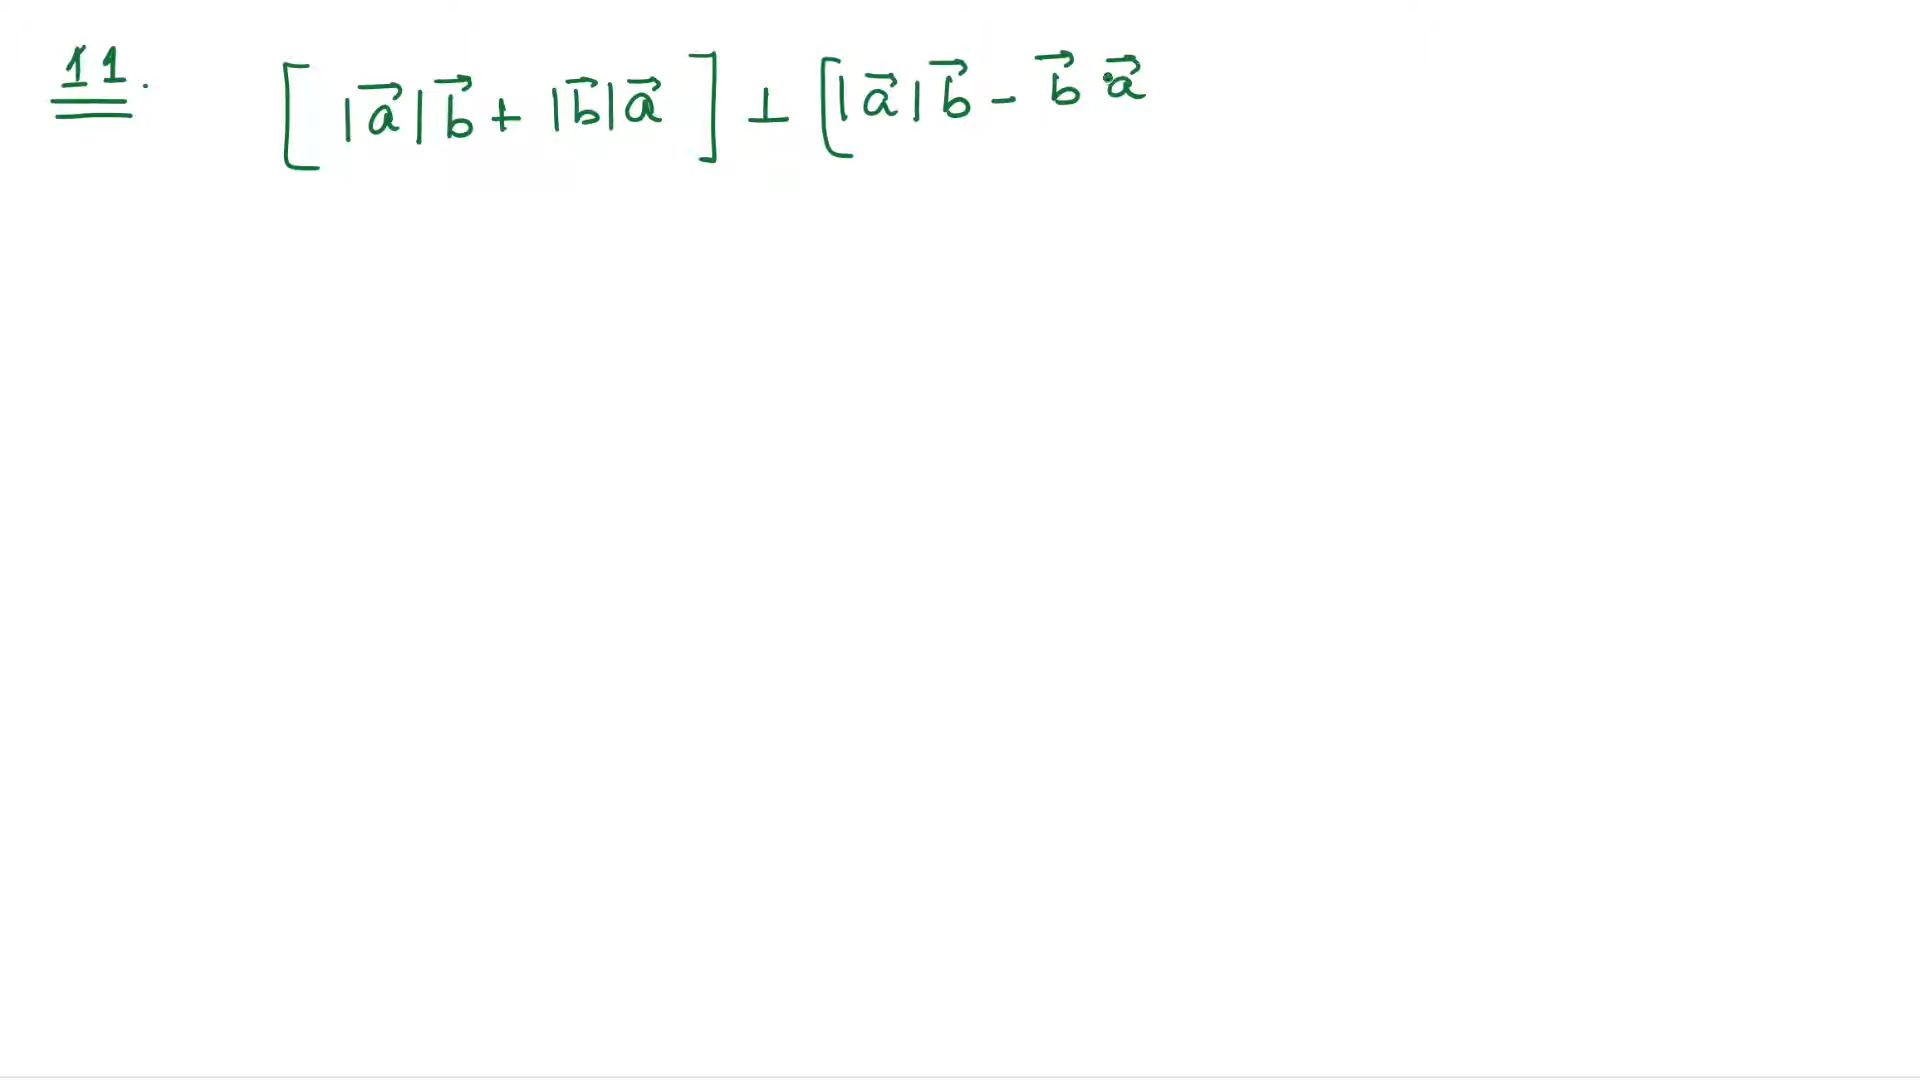 11. [ |a⃗| b⃗ + |b⃗| a⃗ ] ⊥ [ |a⃗| b⃗ - b⃗ a⃗